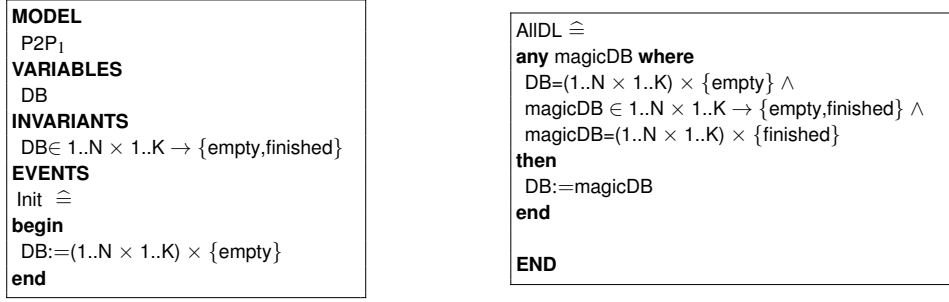 MODEL
P2P₁
VARIABLES
DB
INVARIANTS
DB∈ 1..N × 1..K → {empty,finished}
EVENTS
Init ≙
begin
DB:=(1..N × 1..K) × {empty}
end
AllDL ≙
any magicDB where
DB=(1..N × 1..K) × {empty} ∧
magicDB ∈ 1..N × 1..K → {empty,finished} ∧
magicDB=(1..N × 1..K) × {finished}
then
DB:=magicDB
end
END